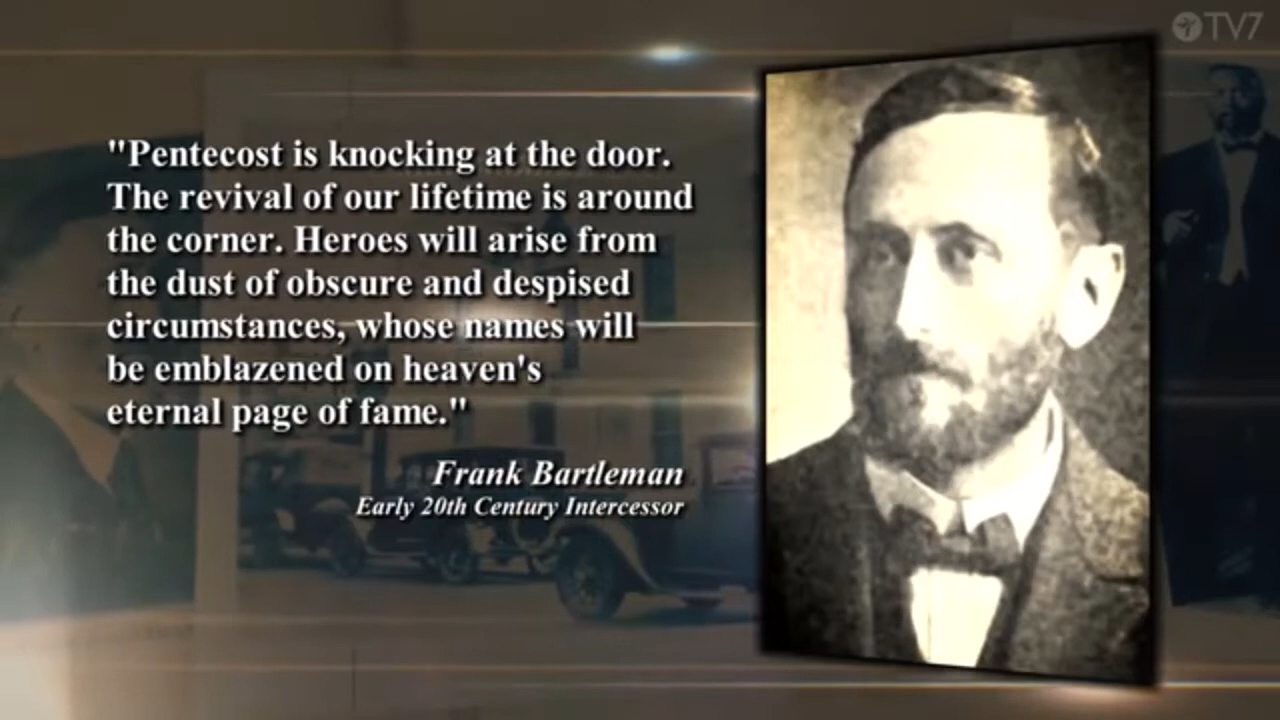 TV7
"Pentecost is knocking at the door.
The revival of our lifetime is around
the corner. Heroes will arise from
the dust of obscure and despised
circumstances, whose names will
be emblazened on heaven's
eternal page of fame."
Frank Bartleman
Early 20th Century Intercessor